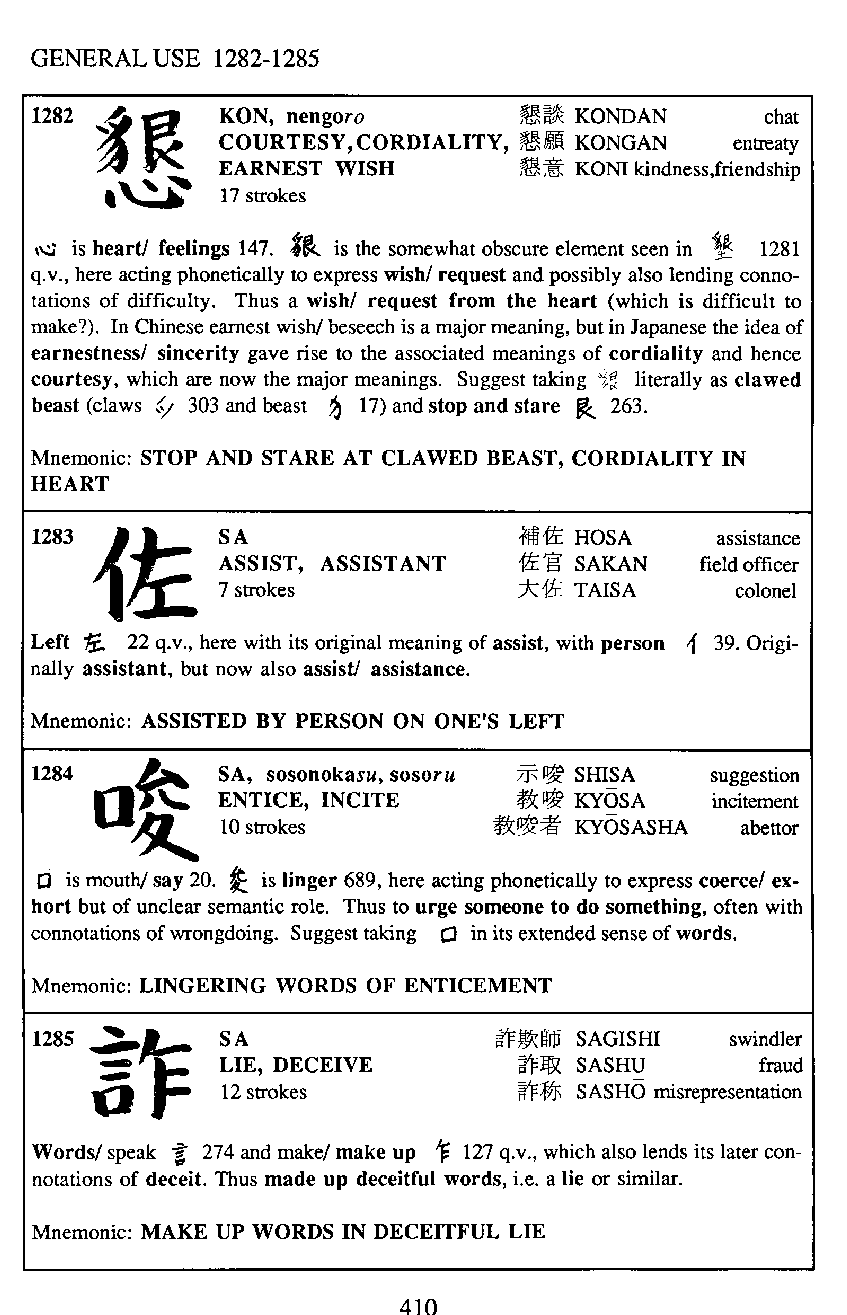 GENERAL USE 1282-1285
1282 懇 KON, nengoro 懇談 KONDAN chat
COURTESY, CORDIALITY, 懇願 KONGAN entreaty
EARNEST WISH 懇意 KONI kindness,friendship
17 strokes
心 is heart/ feelings 147. 貇 is the somewhat obscure element seen in 墾 1281
q.v., here acting phonetically to express wish/ request and possibly also lending conno-
tations of difficulty. Thus a wish/ request from the heart (which is difficult to
make?). In Chinese earnest wish/ beseech is a major meaning, but in Japanese the idea of
earnestness/ sincerity gave rise to the associated meanings of cordiality and hence
courtesy, which are now the major meanings. Suggest taking 貇 literally as clawed
beast (claws 303 and beast 17) and stop and stare 艮 263.
Mnemonic: STOP AND STARE AT CLAWED BEAST, CORDIALITY IN
HEART
1283 佐 SA 補佐 HOSA assistance
ASSIST, ASSISTANT 佐官 SAKAN field officer
7 strokes 大佐 TAISA colonel
Left 左 22 q.v., here with its original meaning of assist, with person 亻 39. Origi-
nally assistant, but now also assist/ assistance.
Mnemonic: ASSISTED BY PERSON ON ONE'S LEFT
1284 唆 SA, sosonokasu, sosoru 示唆 SHISA suggestion
ENTICE, INCITE 教唆 KYŌSA incitement
10 strokes 教唆者 KYŌSASHA abettor
口 is mouth/ say 20. 夋 is linger 689, here acting phonetically to express coerce/ ex-
hort but of unclear semantic role. Thus to urge someone to do something, often with
connotations of wrongdoing. Suggest taking 口 in its extended sense of words.
Mnemonic: LINGERING WORDS OF ENTICEMENT
1285 詐 SA 詐欺師 SAGISHI swindler
LIE, DECEIVE 詐取 SASHU fraud
12 strokes 詐称 SASHŌ misrepresentation
Words/ speak 言 274 and make/ make up 乍 127 q.v., which also lends its later con-
notations of deceit. Thus made up deceitful words, i.e. a lie or similar.
Mnemonic: MAKE UP WORDS IN DECEITFUL LIE
410